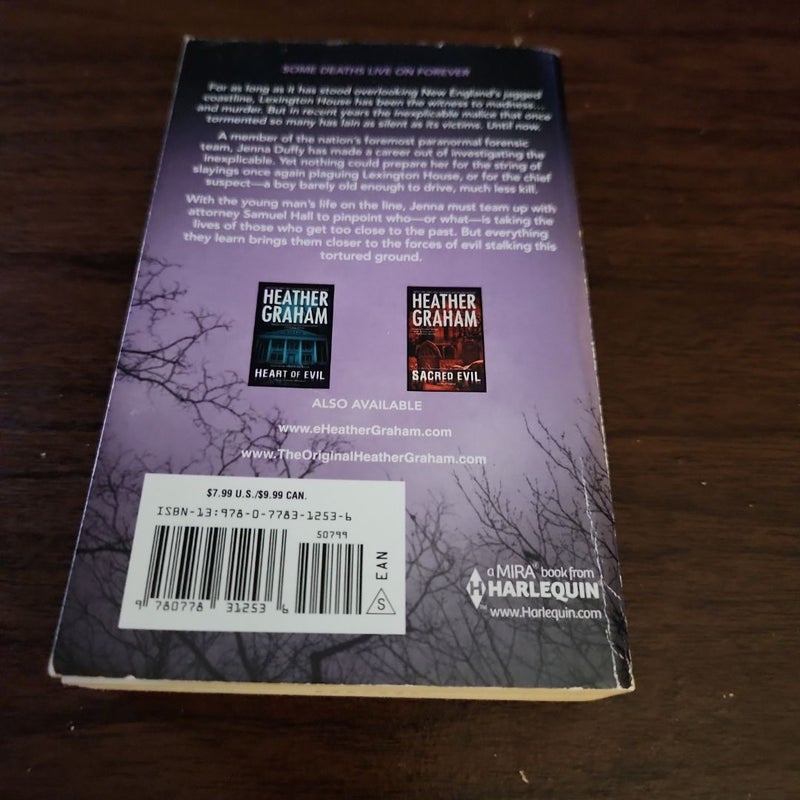 SOME DEATHS LIVE ON FOREVER
For as long as it has stood overlooking New England's jagged
coastline, Lexington House has been the witness to madness...
and murder. But in recent years the inexplicable malice that once
tormented so many has lain as silent as its victims. Until now.
A member of the nation's foremost paranormal forensic
team, Jenna Duffy has made a career out of investigating the
inexplicable. Yet nothing could prepare her for the string of
slayings once again plaguing Lexington House, or for the chief
suspect—a boy barely old enough to drive, much less kill.
With the young man's life on the line, Jenna must team up with
attorney Samuel Hall to pinpoint who—or what—is taking the
lives of those who get too close to the past. But everything
they learn brings them closer to the forces of evil stalking this
tortured ground.
HEATHER
GRAHAM
HEART OF EVIL
HEATHER
GRAHAM
SACRED EVIL
ALSO AVAILABLE
www.eHeatherGraham.com
www.TheOriginalHeatherGraham.com
$7.99 U.S./$9.99 CAN.
ISBN-13:978-0-7783-1253-6
50799
9 780778 312536
S
EAN
a MIRA® book from
H HARLEQUIN®
™ www.Harlequin.com